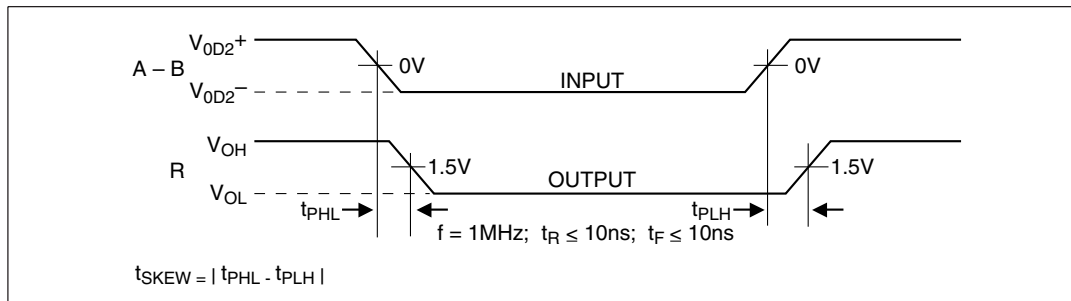 V0D2+
A – B
0V
0V
V0D2–
INPUT
VOH
R
1.5V
1.5V
VOL
OUTPUT
tPHL
tPLH
f = 1MHz; tR ≤ 10ns; tF ≤ 10ns
tSKEW = | tPHL - tPLH |